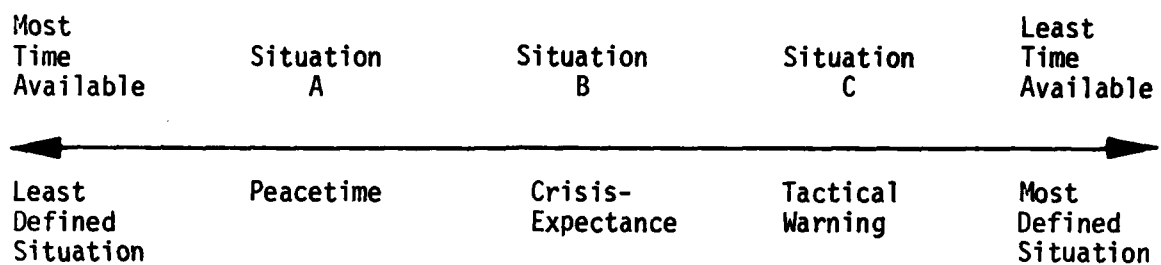 Most
Time
Available
Situation
A
Situation
B
Situation
C
Least
Time
Available
Least
Defined
Situation
Peacetime
Crisis-
Expectance
Tactical
Warning
Most
Defined
Situation